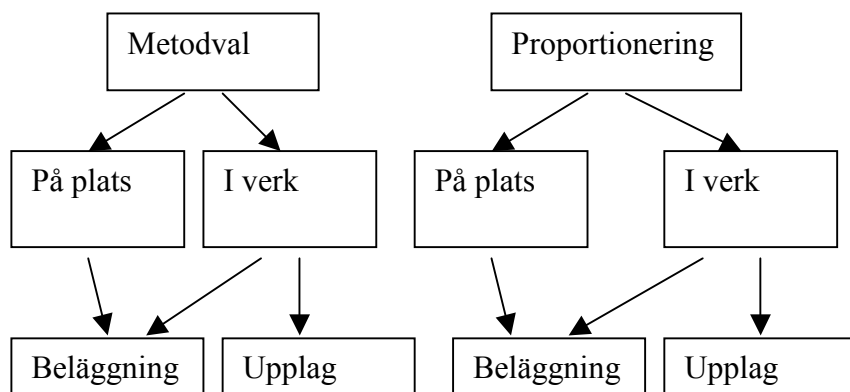 Metodval
Proportionering
På plats
I verk
På plats
I verk
Beläggning
Upplag
Beläggning
Upplag